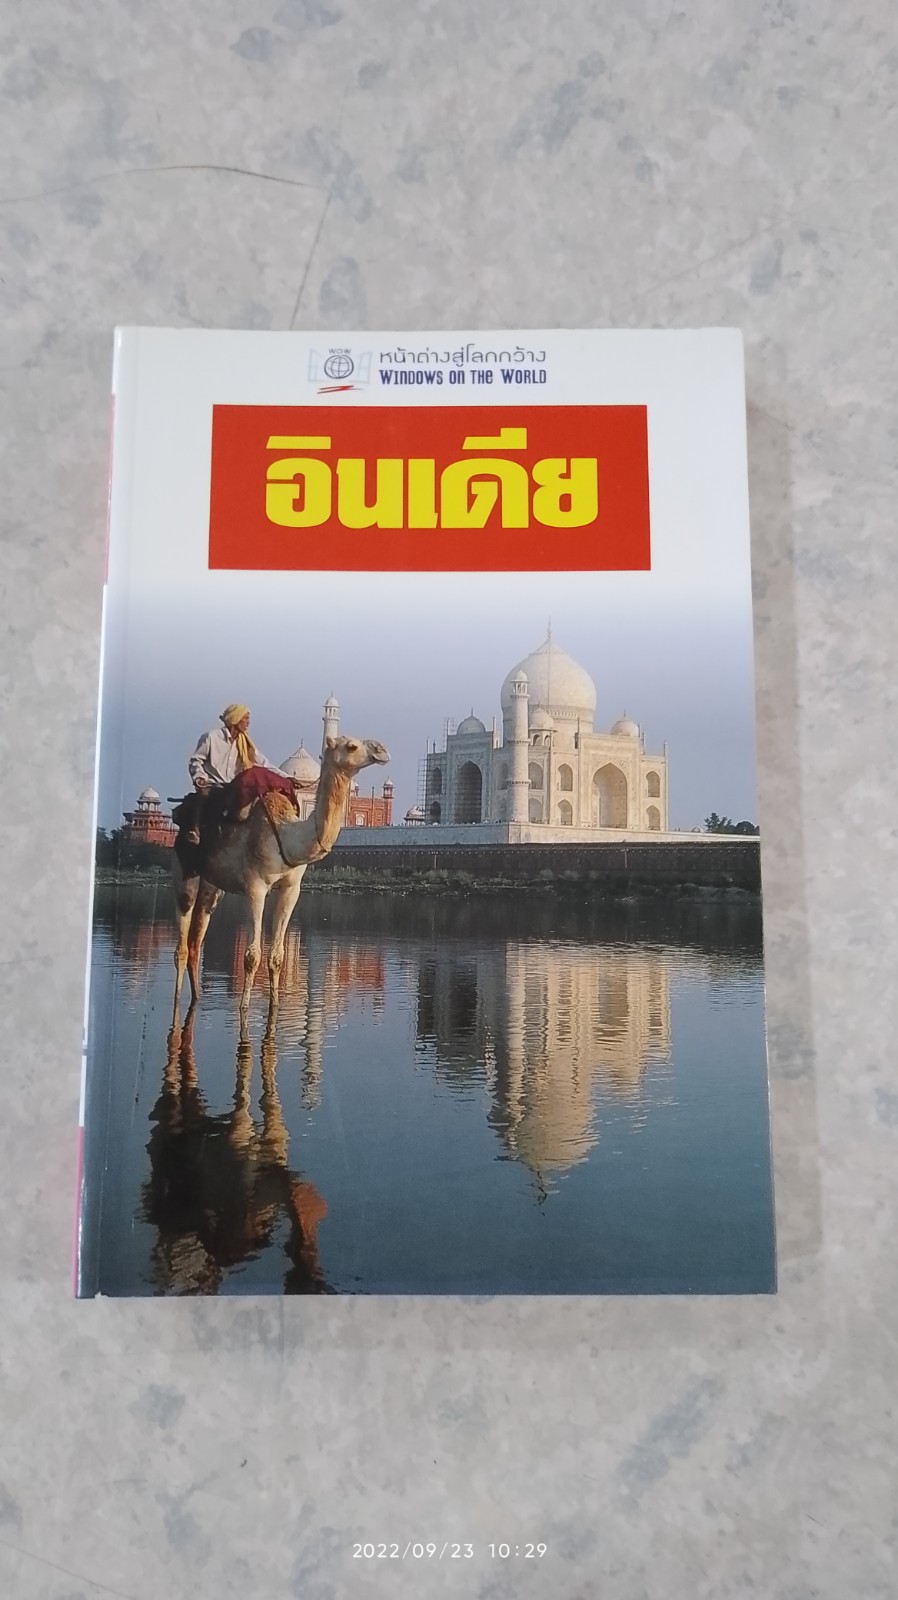 WOW
หน้าต่างสู่โลกกว้าง
WINDOWS ON THE WORLD
อินเดีย
2022/09/23 10:29